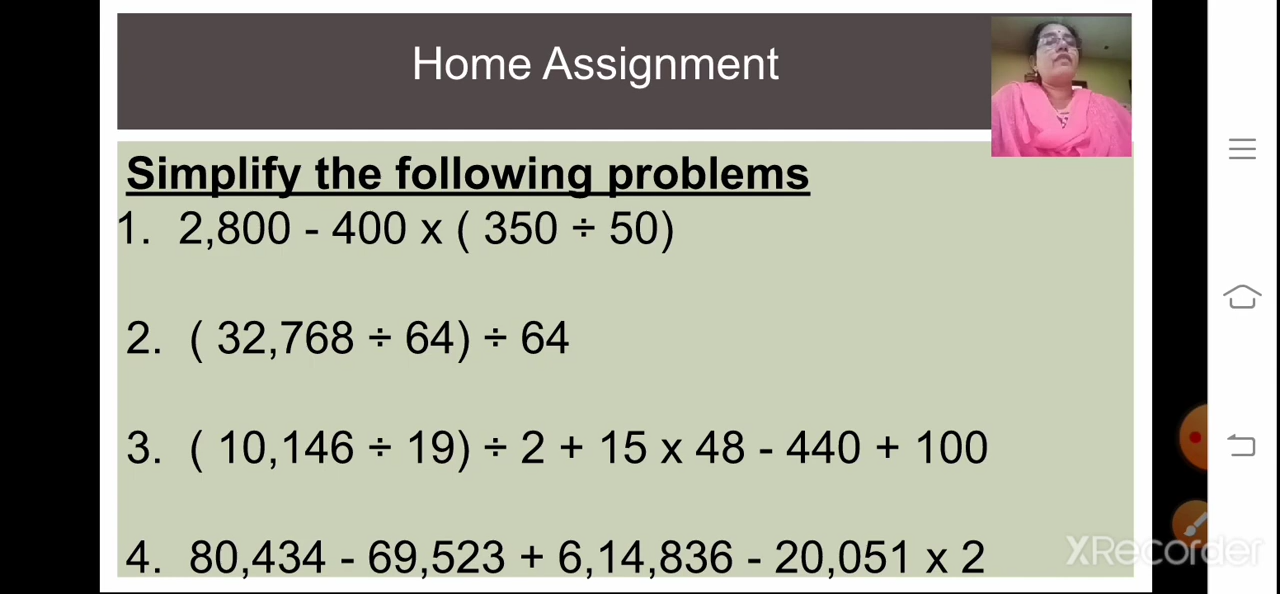 Home Assignment
Simplify the following problems
1. 2,800 - 400 x ( 350 ÷ 50)
2. ( 32,768 ÷ 64) ÷ 64
3. ( 10,146 ÷ 19) ÷ 2 + 15 x 48 - 440 + 100
4. 80,434 - 69,523 + 6,14,836 - 20,051 x 2
XRecorder